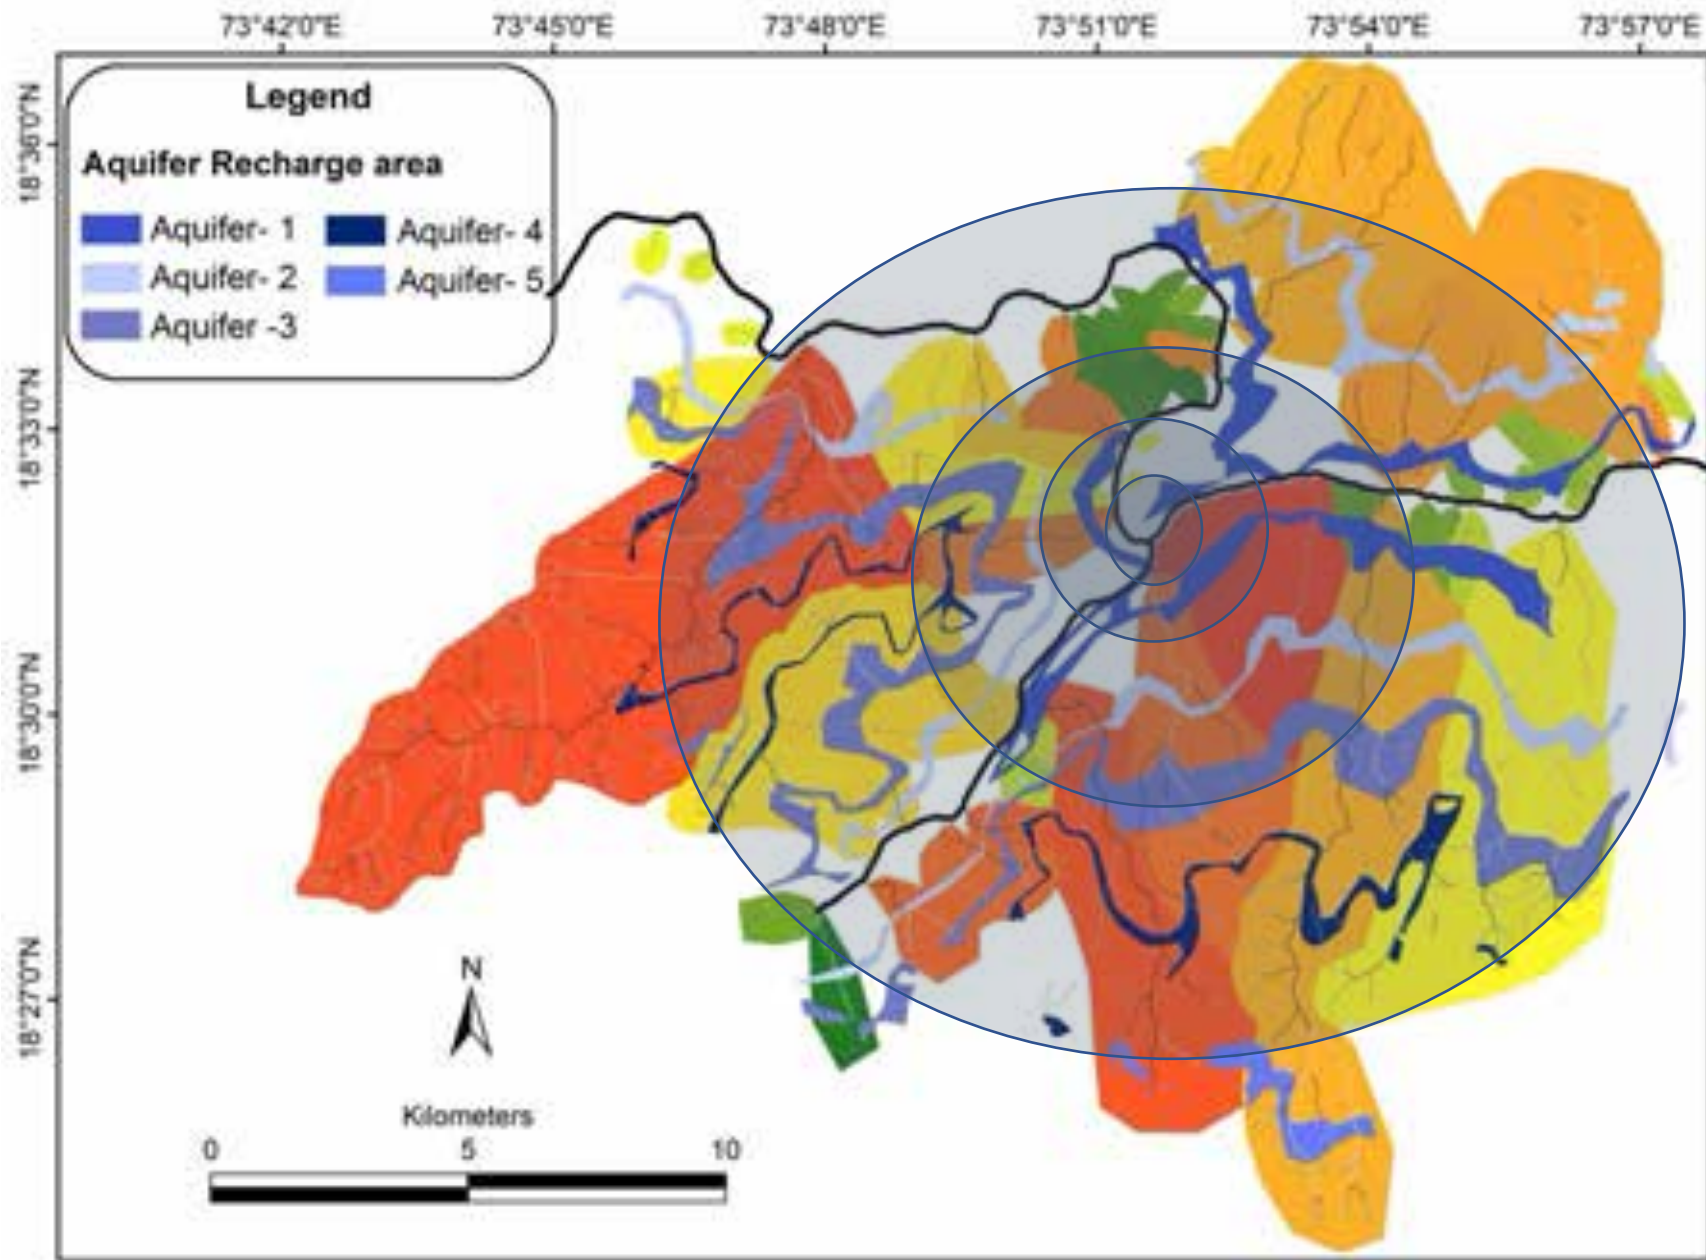 73°42'0"E 73°45'0"E 73°48'0"E 73°51'0"E 73°54'0"E 73°57'0"E
Legend
Aquifer Recharge area
Aquifer- 1 Aquifer- 4
Aquifer- 2 Aquifer- 5
Aquifer -3
18°36'0"N
18°33'0"N
18°30'0"N
18°27'0"N
N
Kilometers
0 5 10